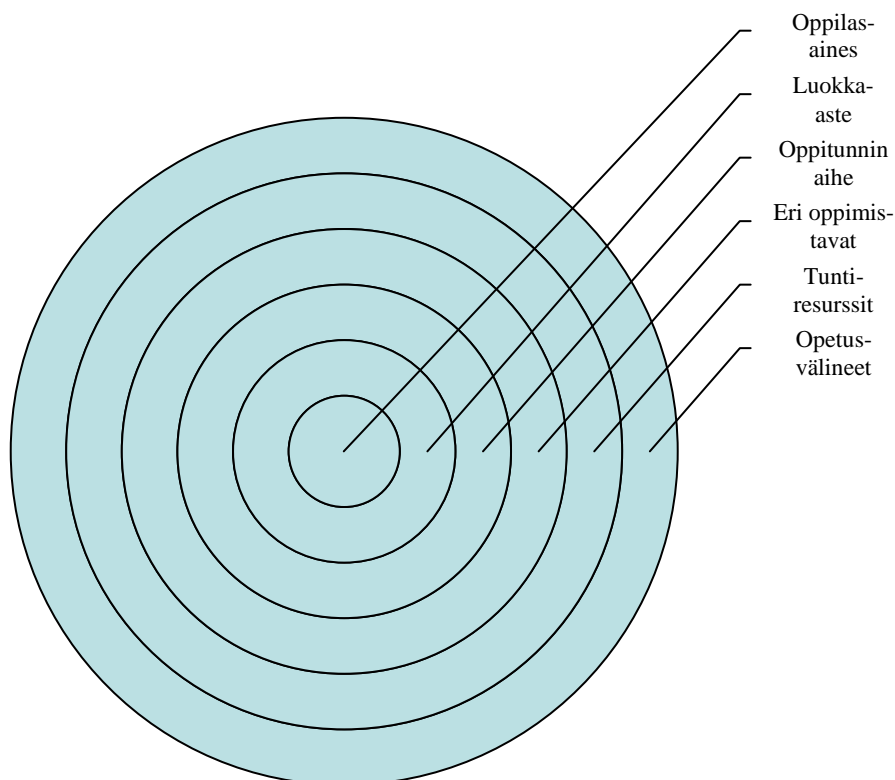 Oppilas-
aines
Luokka-
aste
Oppitunnin
aihe
Eri oppimis-
tavat
Tunti-
resurssit
Opetus-
välineet